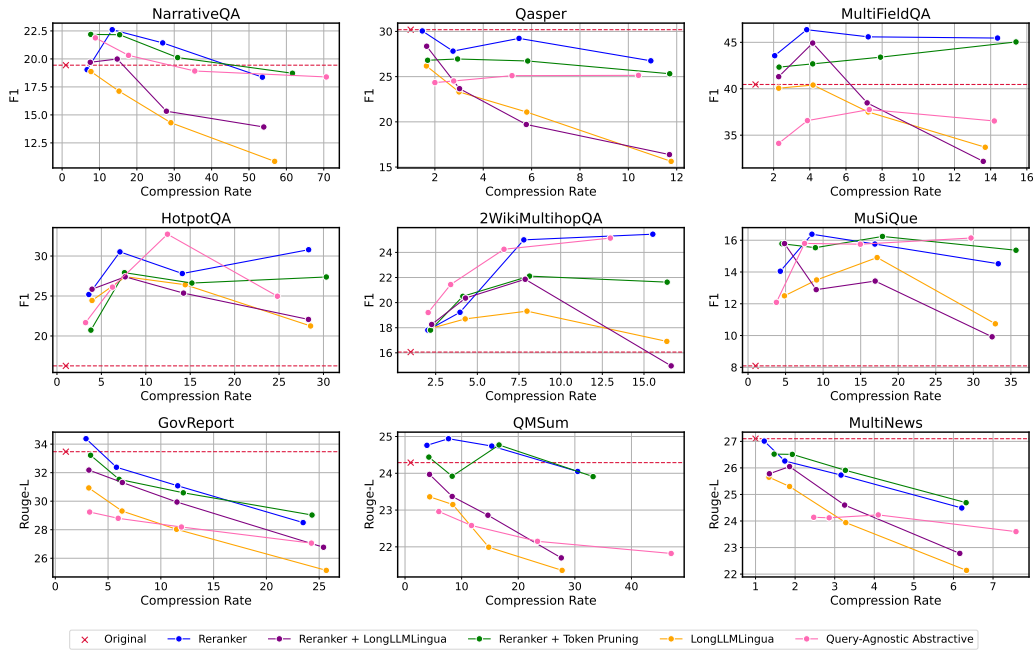 NarrativeQA
22.5
20.0
17.5
15.0
12.5
F1
0 10 20 30 40 50 60 70
Compression Rate
Qasper
30
25
20
15
F1
2 4 6 8 10 12
Compression Rate
MultiFieldQA
45
40
35
F1
2 4 6 8 10 12 14 16
Compression Rate
HotpotQA
30
25
20
F1
0 5 10 15 20 25 30
Compression Rate
2WikiMultihopQA
24
22
20
18
16
F1
2.5 5.0 7.5 10.0 12.5 15.0
Compression Rate
MuSiQue
16
14
12
10
8
F1
0 5 10 15 20 25 30 35
Compression Rate
GovReport
34
32
30
28
26
Rouge-L
0 5 10 15 20 25
Compression Rate
QMSum
25
24
23
22
Rouge-L
0 10 20 30 40
Compression Rate
MultiNews
27
26
25
24
23
22
Rouge-L
1 2 3 4 5 6 7
Compression Rate
Original Reranker Reranker + LongLLMLingua Reranker + Token Pruning LongLLMLingua Query-Agnostic Abstractive